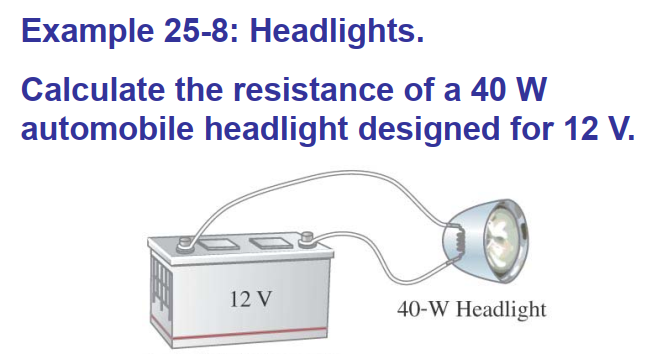 Example 25-8: Headlights.
Calculate the resistance of a 40 W
automobile headlight designed for 12 V.
12 V
40-W Headlight